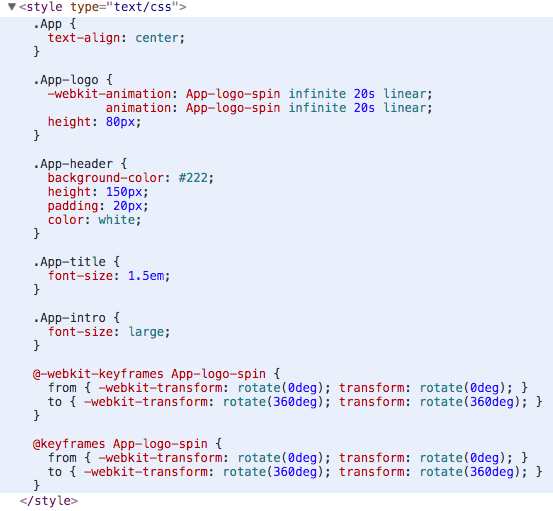 ▼<style type="text/css">
.App {
  text-align: center;
}

.App-logo {
  -webkit-animation: App-logo-spin infinite 20s linear;
          animation: App-logo-spin infinite 20s linear;
  height: 80px;
}

.App-header {
  background-color: #222;
  height: 150px;
  padding: 20px;
  color: white;
}

.App-title {
  font-size: 1.5em;
}

.App-intro {
  font-size: large;
}

@-webkit-keyframes App-logo-spin {
  from { -webkit-transform: rotate(0deg); transform: rotate(0deg); }
  to { -webkit-transform: rotate(360deg); transform: rotate(360deg); }
}

@keyframes App-logo-spin {
  from { -webkit-transform: rotate(0deg); transform: rotate(0deg); }
  to { -webkit-transform: rotate(360deg); transform: rotate(360deg); }
}
</style>